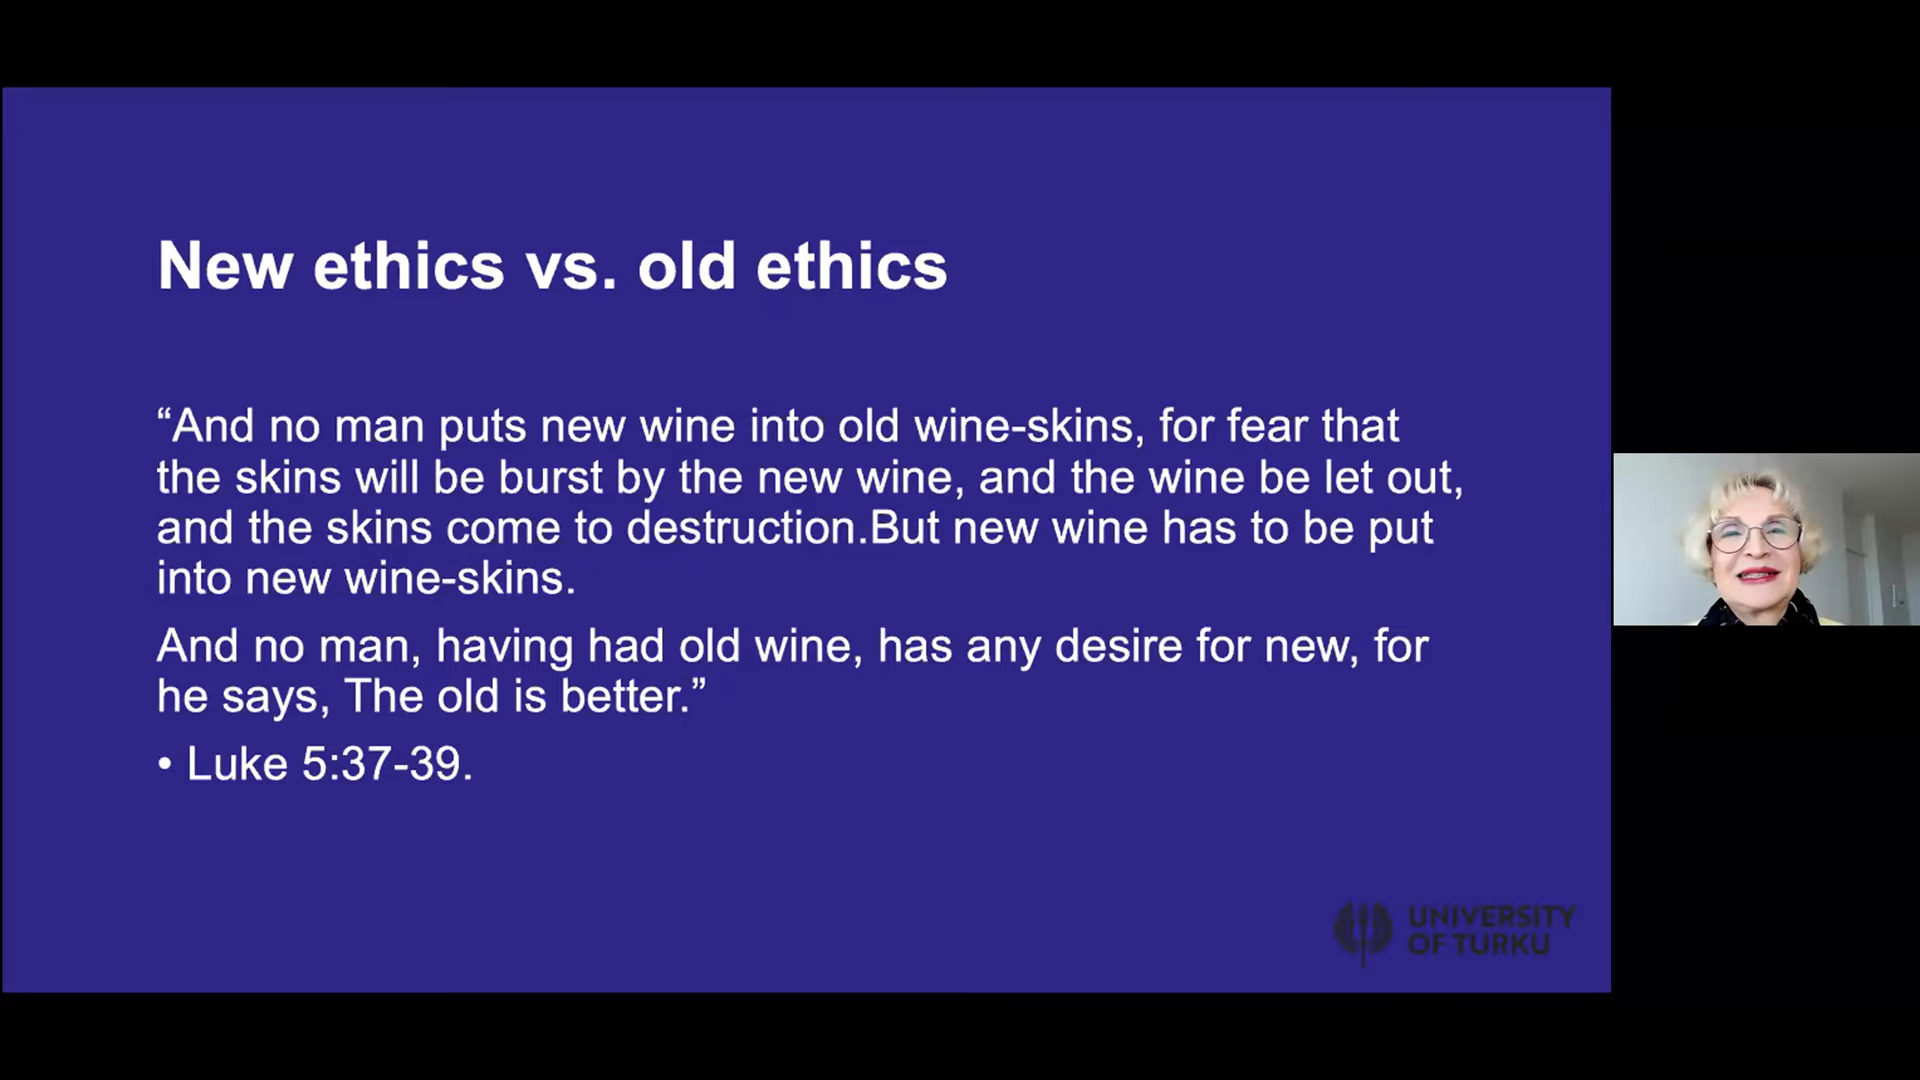 New ethics vs. old ethics
“And no man puts new wine into old wine-skins, for fear that
the skins will be burst by the new wine, and the wine be let out,
and the skins come to destruction.But new wine has to be put
into new wine-skins.
And no man, having had old wine, has any desire for new, for
he says, The old is better.”
• Luke 5:37-39.
UNIVERSITY
OF TURKU